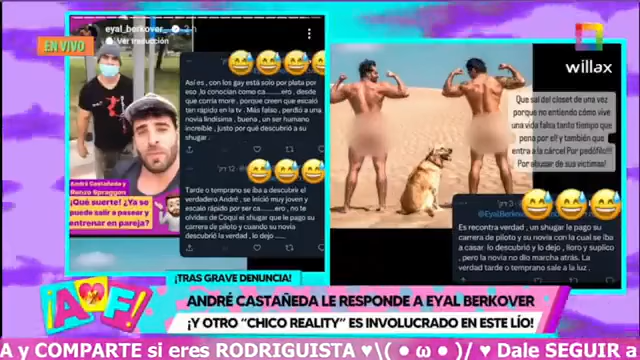 EN VIVO
eyal_berkover_
2 h
Ver traducción
André Castañeda y
Renzo Spraggon
¡Qué suerte! ¿Ya se
puede salir a pasear y
entrenar en pareja?
Así es , con los gay está solo por plata por
eso ,lo conocían como ca..........ero , desde
que corría more , porque creen que escaló
tan rápido en la tv . Más falso , perdió a una
novia lindísima , buena , un ser humano
increíble , justo por qué descubrió a su
shugar
Tarde o temprano se iba a descubrir el
verdadero André , se inició muy joven y
escaló rápido por ser ca........ero , no te
olvides de Coqui el shugar que le pago su
carrera de piloto y cuando su novia
descubrió la verdad , lo dejo .....
willax
Que sal del closet de una vez
porque no entiendo cómo vive
una vida falsa tanto tiempo que
pena por el! y también que
entra a la cárcel Por pedófilo!!!
Por abusar de sus victimas!
Es recontra verdad , un shugar le pago su
carrera de piloto y su novia con la cual se iba
a casar lo descubrió y lo dejo , lloro y suplico
, pero la novia no dio marcha atrás. La
verdad tarde o temprano sale a la luz ,
¡TRAS GRAVE DENUNCIA!
¡A F!
ANDRÉ CASTAÑEDA LE RESPONDE A EYAL BERKOVER
¡Y OTRO "CHICO REALITY" ES INVOLUCRADO EN ESTE LÍO!
A y COMPARTE si eres RODRIGUISTA ♥\( ● ω ● )/ ♥ Dale SEGUIR a